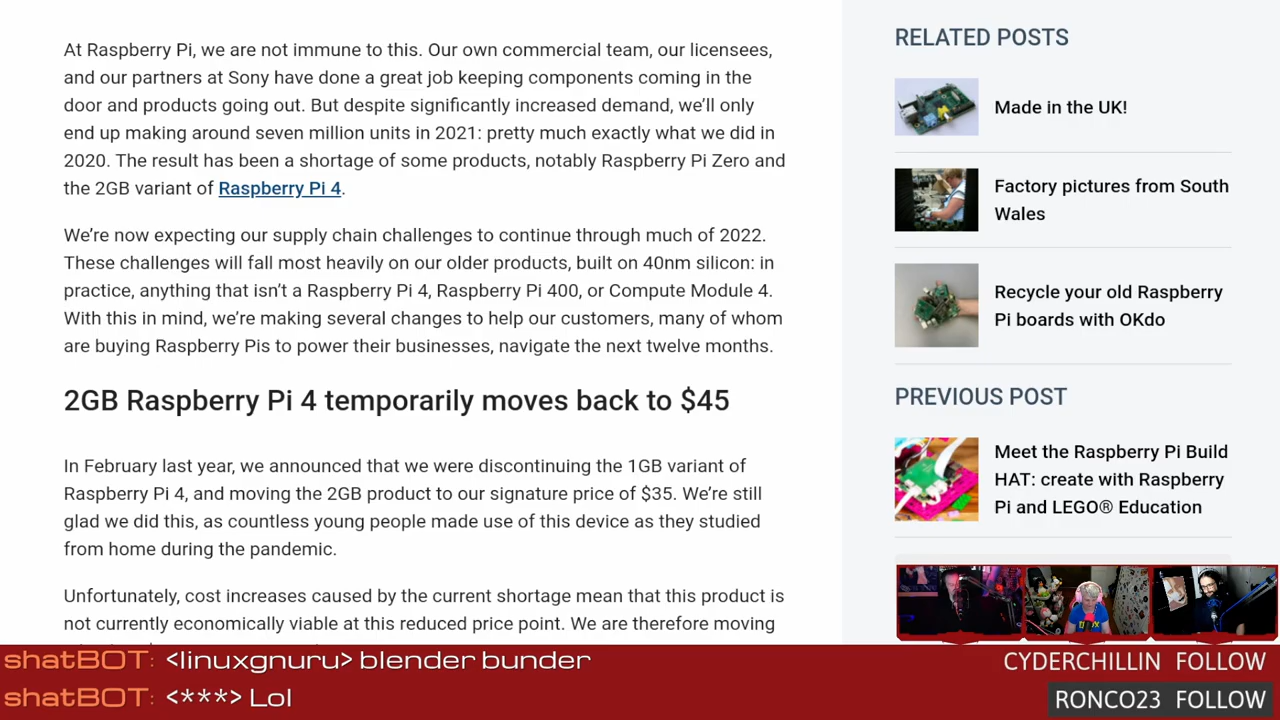 At Raspberry Pi, we are not immune to this. Our own commercial team, our licensees,
and our partners at Sony have done a great job keeping components coming in the
door and products going out. But despite significantly increased demand, we’ll only
end up making around seven million units in 2021: pretty much exactly what we did in
2020. The result has been a shortage of some products, notably Raspberry Pi Zero and
the 2GB variant of Raspberry Pi 4.
We’re now expecting our supply chain challenges to continue through much of 2022.
These challenges will fall most heavily on our older products, built on 40nm silicon: in
practice, anything that isn’t a Raspberry Pi 4, Raspberry Pi 400, or Compute Module 4.
With this in mind, we’re making several changes to help our customers, many of whom
are buying Raspberry Pis to power their businesses, navigate the next twelve months.
2GB Raspberry Pi 4 temporarily moves back to $45
In February last year, we announced that we were discontinuing the 1GB variant of
Raspberry Pi 4, and moving the 2GB product to our signature price of $35. We’re still
glad we did this, as countless young people made use of this device as they studied
from home during the pandemic.
Unfortunately, cost increases caused by the current shortage mean that this product is
not currently economically viable at this reduced price point. We are therefore moving
RELATED POSTS
Made in the UK!
Factory pictures from South
Wales
Recycle your old Raspberry
Pi boards with OKdo
PREVIOUS POST
Meet the Raspberry Pi Build
HAT: create with Raspberry
Pi and LEGO® Education
shatBOT: <linuxgnuru> blender bunder
shatBOT: <***> Lol
CYDERCHILLIN FOLLOW
RONCO23 FOLLOW